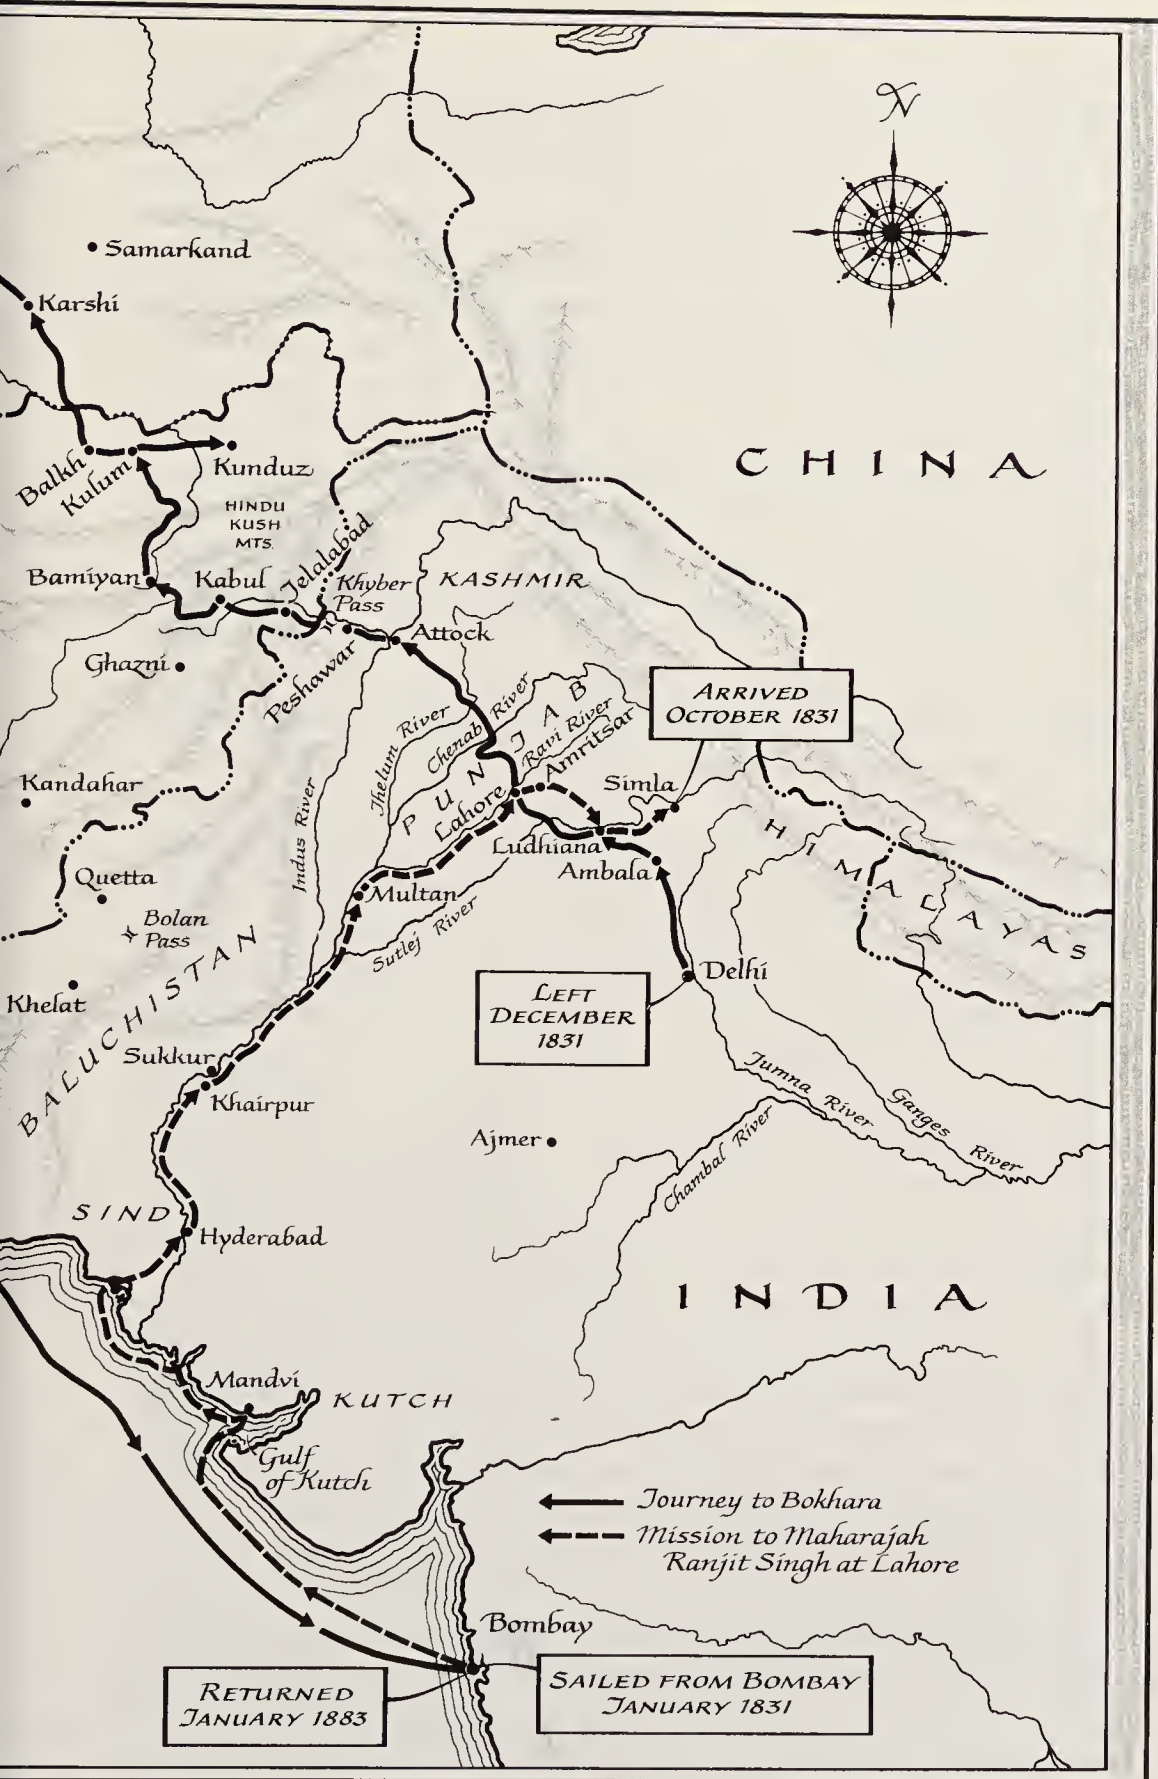 N
Samarkand
Karshi
CHINA
Balkh
Kulum
Kunduz
HINDU
KUSH
MTS.
Jelalabad
Bamiyan
Kabul
Khyber
Pass
KASHMIR
Attock
Ghazni
Peshawar
ARRIVED
OCTOBER 1831
Jhelum River
Chenab River
PUNJAB
Ravi River
Amritsar
Kandahar
Indus River
Lahore
Simla
HIMALAYAS
Ludhiana
Ambala
Quetta
Multan
Bolan
Pass
Sutlej River
BALUCHISTAN
Delhi
Khelat
LEFT
DECEMBER
1831
Sukkur
Khairpur
Jumna River
Ganges River
Ajmer
Chambal River
SIND
Hyderabad
INDIA
Mandvi
KUTCH
Gulf
of Kutch
Journey to Bokhara
Mission to Maharajah
Ranjit Singh at Lahore
Bombay
RETURNED
JANUARY 1883
SAILED FROM BOMBAY
JANUARY 1831